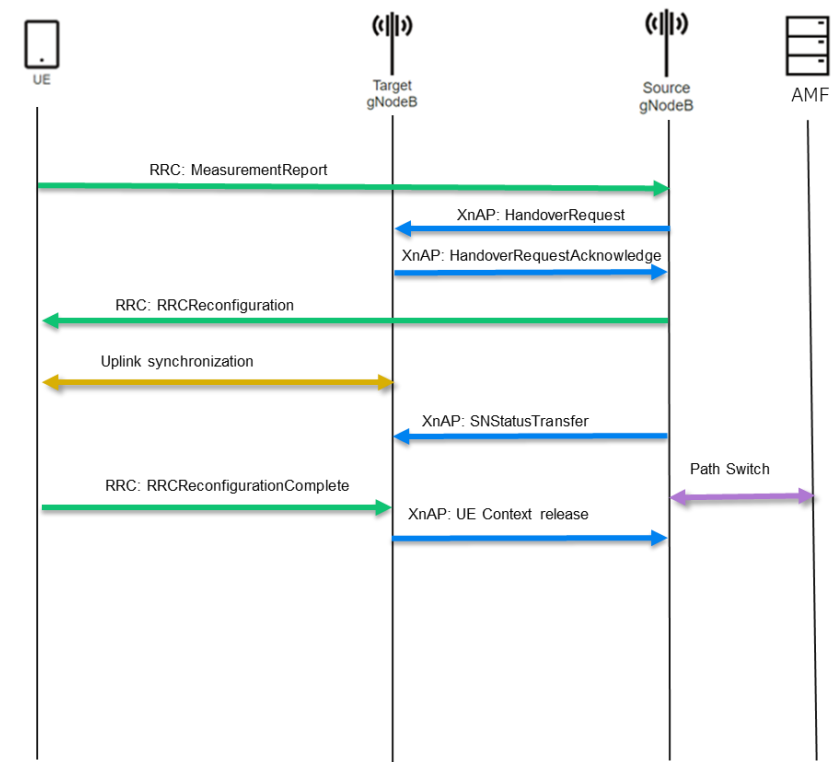 UE
Target
gNodeB
Source
gNodeB
AMF
RRC: MeasurementReport
XnAP: HandoverRequest
XnAP: HandoverRequestAcknowledge
RRC: RRCReconfiguration
Uplink synchronization
XnAP: SNStatusTransfer
Path Switch
RRC: RRCReconfigurationComplete
XnAP: UE Context release